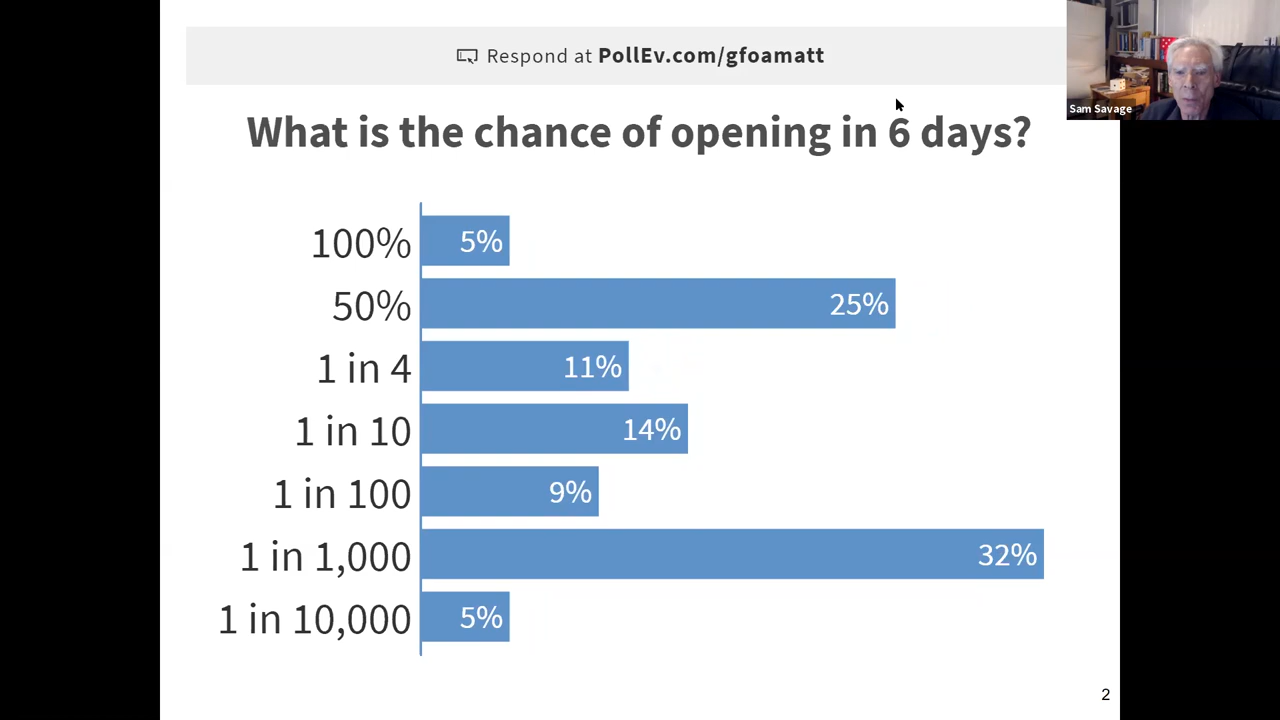 Respond at PollEv.com/gfoamatt
Sam Savage
What is the chance of opening in 6 days?
100% 5%
50% 25%
1 in 4 11%
1 in 10 14%
1 in 100 9%
1 in 1,000 32%
1 in 10,000 5%
2